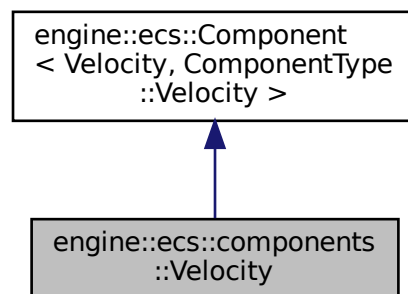 engine::ecs::Component
< Velocity, ComponentType
::Velocity >
engine::ecs::components
::Velocity